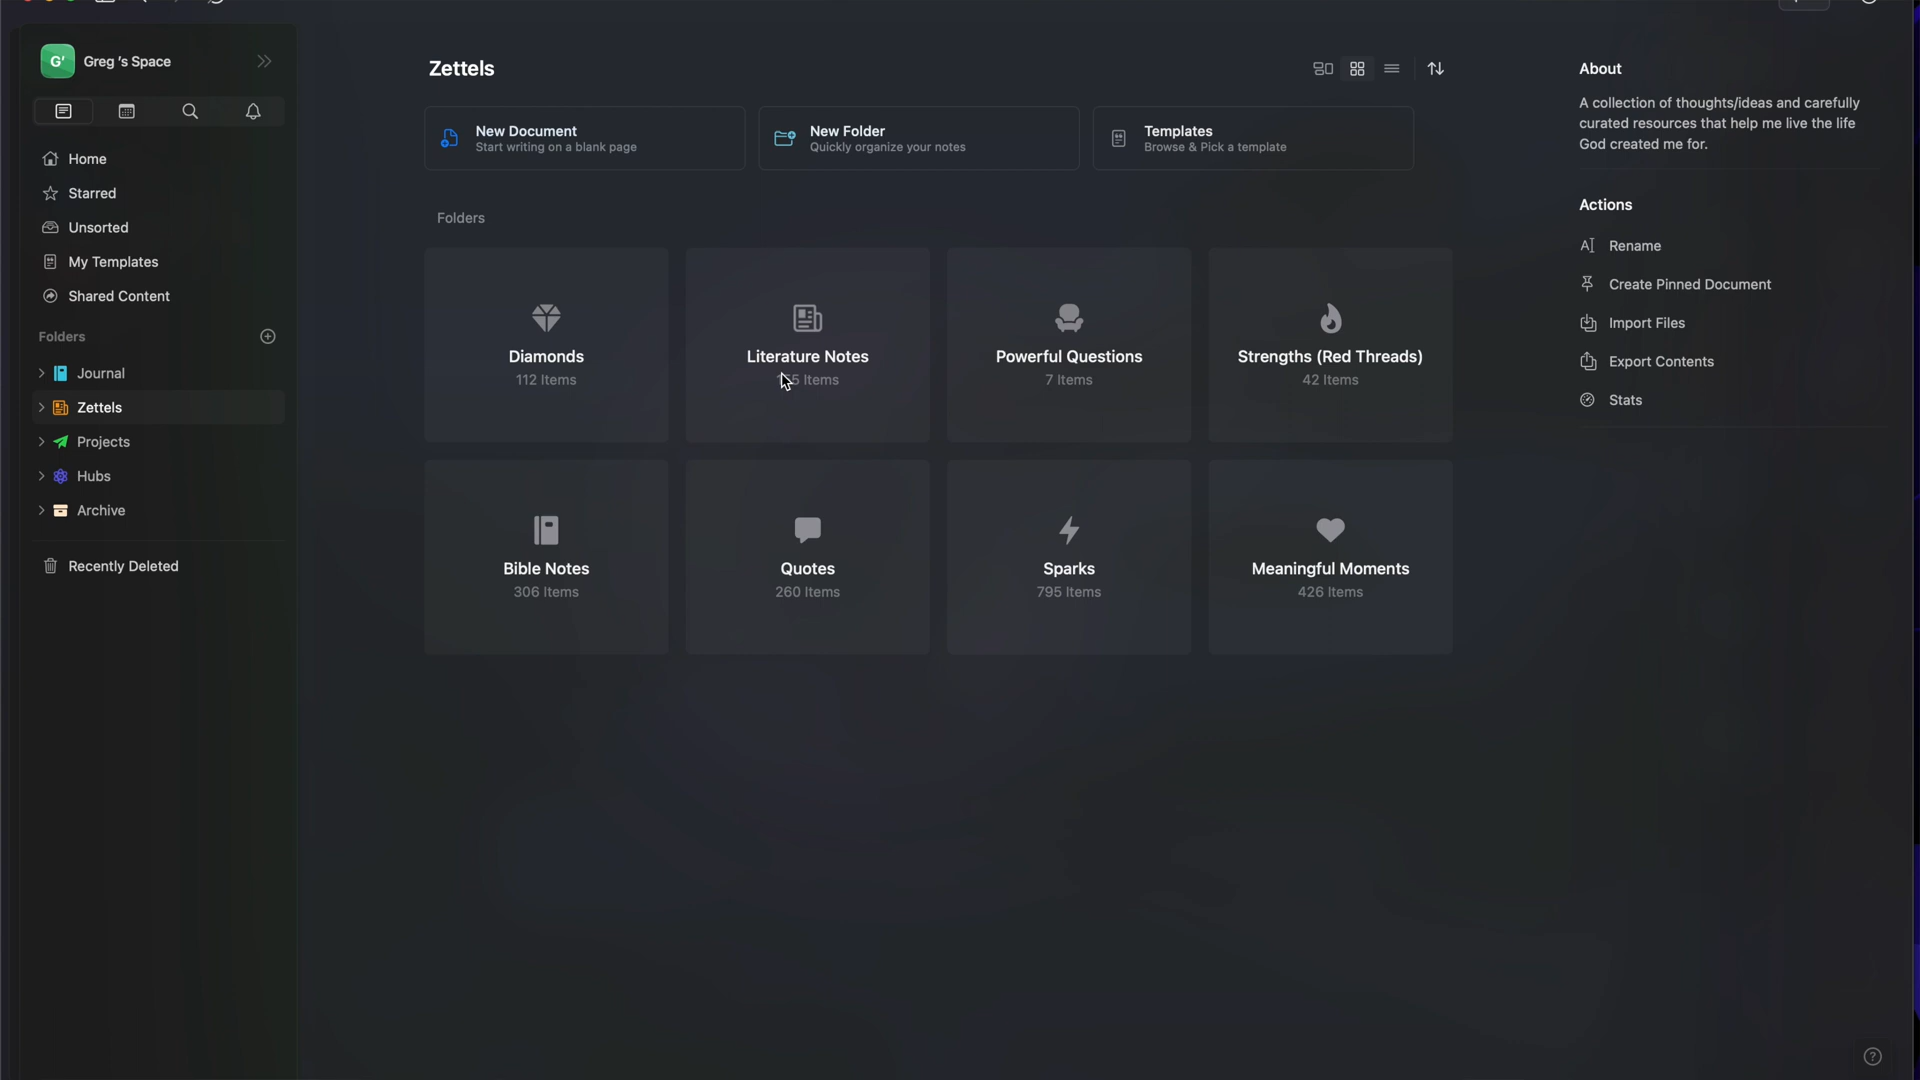 G'
Greg 's Space
Home
Starred
Unsorted
My Templates
Shared Content
Folders
Journal
Zettels
Projects
Hubs
Archive
Recently Deleted
Zettels
New Document
Start writing on a blank page
New Folder
Quickly organize your notes
Templates
Browse & Pick a template
Folders
Diamonds
112 Items
Literature Notes
Items
Powerful Questions
7 Items
Strengths (Red Threads)
42 Items
Bible Notes
306 Items
Quotes
260 Items
Sparks
795 Items
Meaningful Moments
426 Items
About
A collection of thoughts/ideas and carefully
curated resources that help me live the life
God created me for.
Actions
Rename
Create Pinned Document
Import Files
Export Contents
Stats